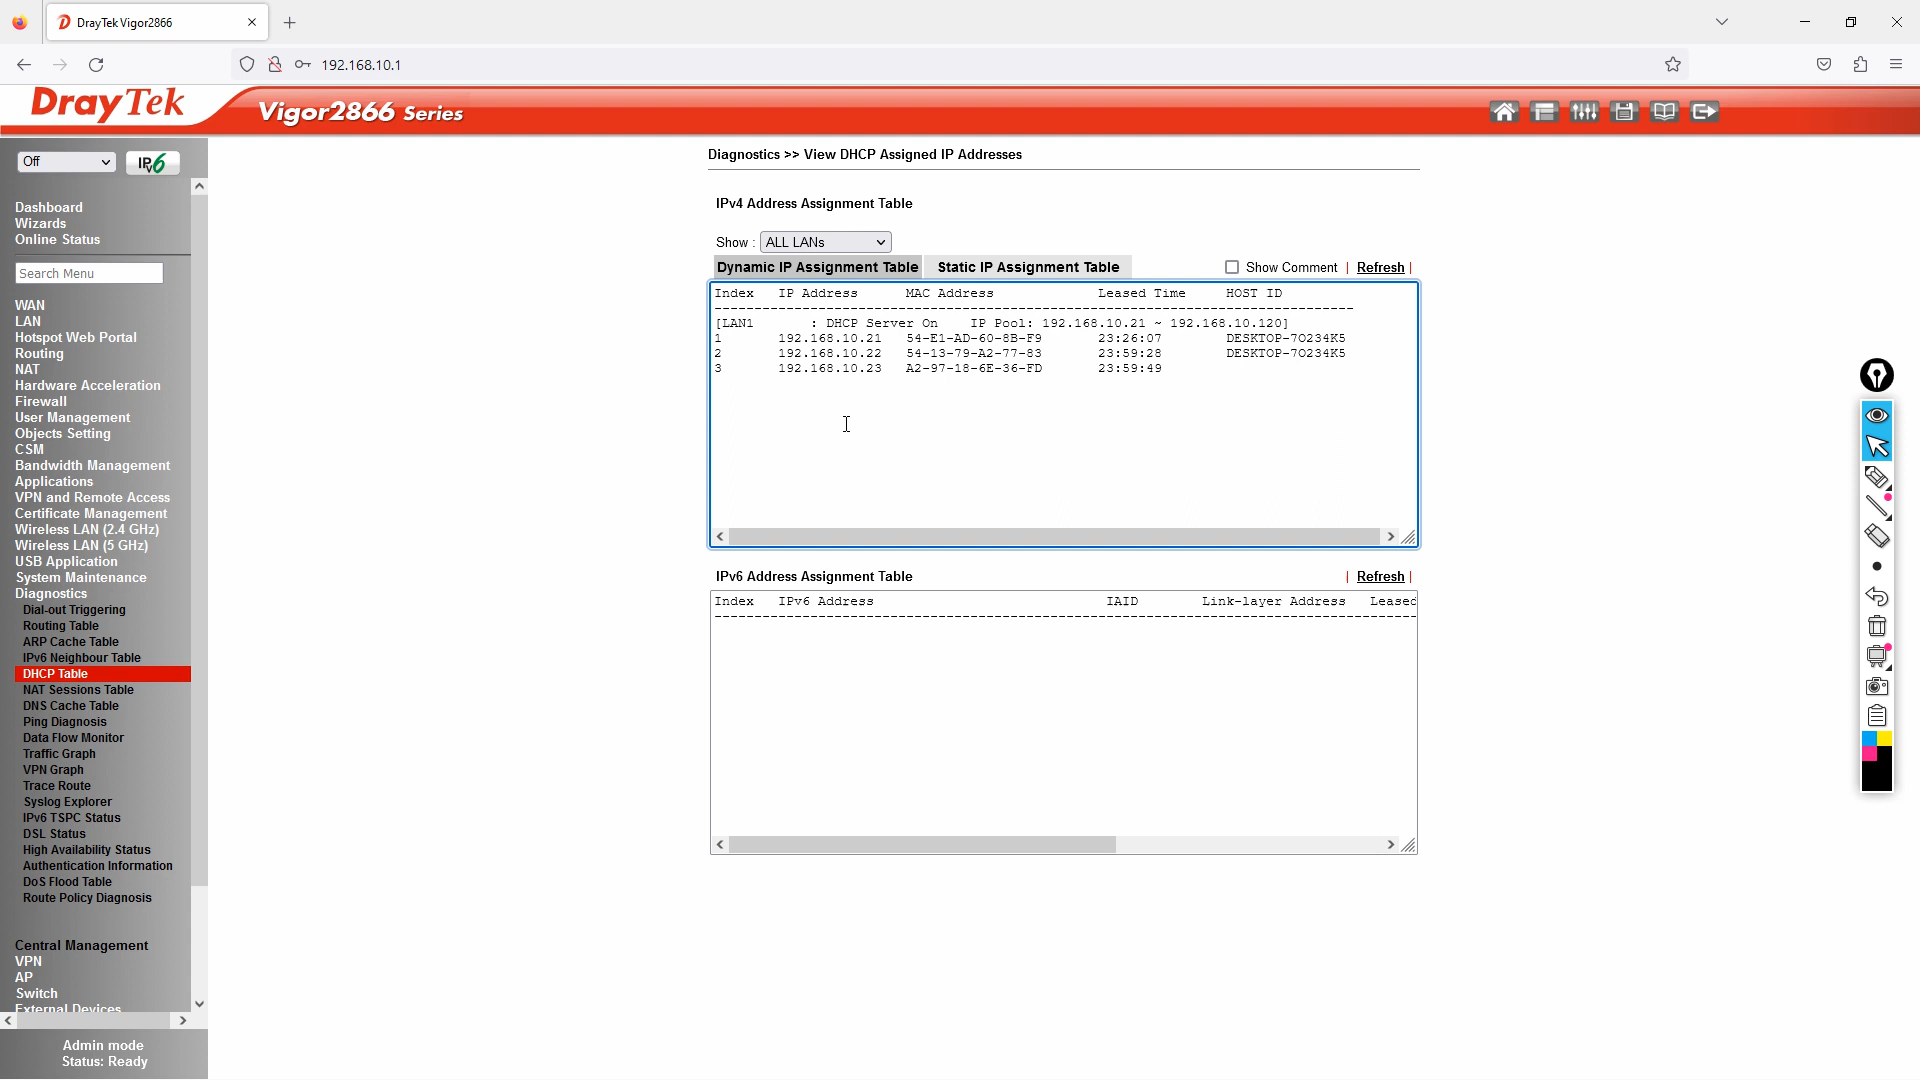 DrayTek Vigor2866
192.168.10.1
DrayTek
Vigor2866 Series
Off
IPv6
Dashboard
Wizards
Online Status
Search Menu
WAN
LAN
Hotspot Web Portal
Routing
NAT
Hardware Acceleration
Firewall
User Management
Objects Setting
CSM
Bandwidth Management
Applications
VPN and Remote Access
Certificate Management
Wireless LAN (2.4 GHz)
Wireless LAN (5 GHz)
USB Application
System Maintenance
Diagnostics
Dial-out Triggering
Routing Table
ARP Cache Table
IPv6 Neighbour Table
DHCP Table
NAT Sessions Table
DNS Cache Table
Ping Diagnosis
Data Flow Monitor
Traffic Graph
VPN Graph
Trace Route
Syslog Explorer
IPv6 TSPC Status
DSL Status
High Availability Status
Authentication Information
DoS Flood Table
Route Policy Diagnosis
Central Management
VPN
AP
Switch
External Devices
Admin mode
Status: Ready
Diagnostics >> View DHCP Assigned IP Addresses
IPv4 Address Assignment Table
Show : ALL LANs
Dynamic IP Assignment Table Static IP Assignment Table Show Comment | Refresh |
Index IP Address MAC Address Leased Time HOST ID
--------------------------------------------------------------------------------
[LAN1 : DHCP Server On IP Pool: 192.168.10.21 ~ 192.168.10.120]
1 192.168.10.21 54-E1-AD-60-8B-F9 23:26:07 DESKTOP-7O234K5
2 192.168.10.22 54-13-79-A2-77-83 23:59:28 DESKTOP-7O234K5
3 192.168.10.23 A2-97-18-6E-36-FD 23:59:49
IPv6 Address Assignment Table | Refresh |
Index IPv6 Address IAID Link-layer Address Leased
----------------------------------------------------------------------------------------